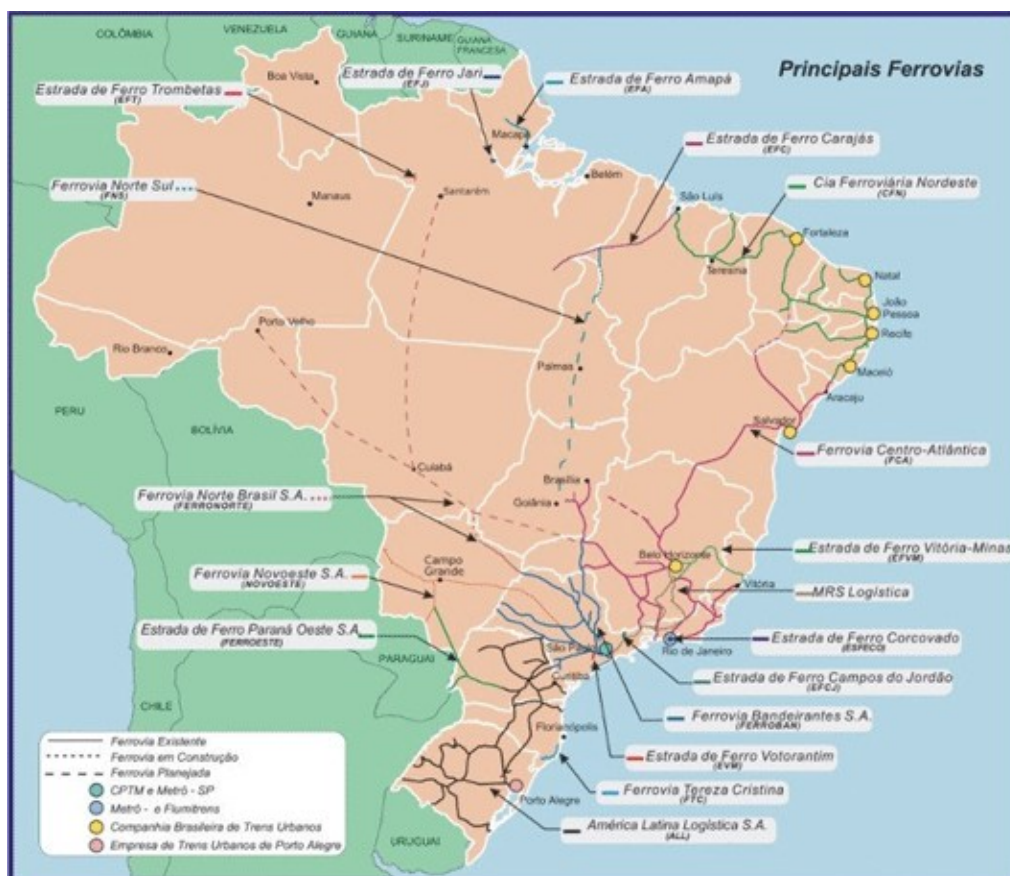 COLÔMBIA
VENEZUELA
GUIANA
SURINAME
GUIANA
FRANCESA
Principais Ferrovias
Boa Vista
Estrada de Ferro Jari
(EFJ)
Estrada de Ferro Amapá
(EFA)
Estrada de Ferro Trombetas
(EFT)
Macapá
Estrada de Ferro Carajás
(EFC)
Belém
Ferrovia Norte Sul
(FNS)
Santarém
Manaus
Cia Ferroviária Nordeste
(CFN)
São Luís
Fortaleza
Teresina
Natal
João
Pessoa
Porto Velho
Recife
Rio Branco
Palmas
Maceió
Aracaju
PERU
BOLÍVIA
Salvador
Ferrovia Centro-Atlântica
(FCA)
Cuiabá
Brasília
Ferrovia Norte Brasil S.A.
(FERRONORTE)
Goiânia
Belo Horizonte
Estrada de Ferro Vitória-Minas
(EFVM)
Campo
Grande
Ferrovia Novoeste S.A.
(NOVOESTE)
Vitória
MRS Logística
Estrada de Ferro Paraná Oeste S.A.
(FERROESTE)
Estrada de Ferro Corcovado
(ESFECO)
São Paulo
Rio de Janeiro
PARAGUAI
Curitiba
Estrada de Ferro Campos do Jordão
(EFCJ)
CHILE
Ferrovia Bandeirantes S.A.
(FERROBAN)
Florianópolis
Estrada de Ferro Votorantim
(EVM)
Ferrovia Tereza Cristina
(FTC)
Porto Alegre
América Latina Logística S.A.
(ALL)
URUGUAI
Ferrovia Existente
Ferrovia em Construção
Ferrovia Planejada
CPTM e Metrô - SP
Metrô - e Flumitrens
Companhia Brasileira de Trens Urbanos
Empresa de Trens Urbanos de Porto Alegre